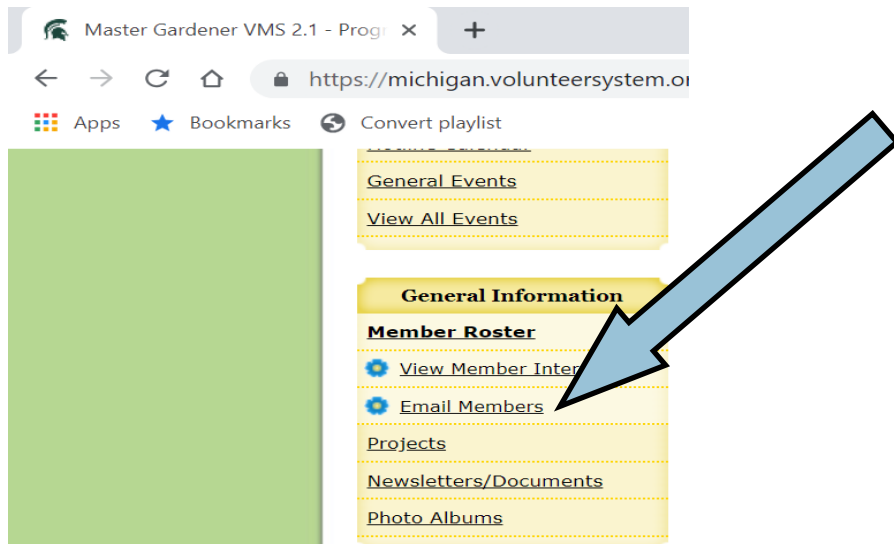 Master Gardener VMS 2.1 - Prog
https://michigan.volunteersystem.or
Apps Bookmarks Convert playlist
General Events
View All Events
General Information
Member Roster
View Member Inter
Email Members
Projects
Newsletters/Documents
Photo Albums